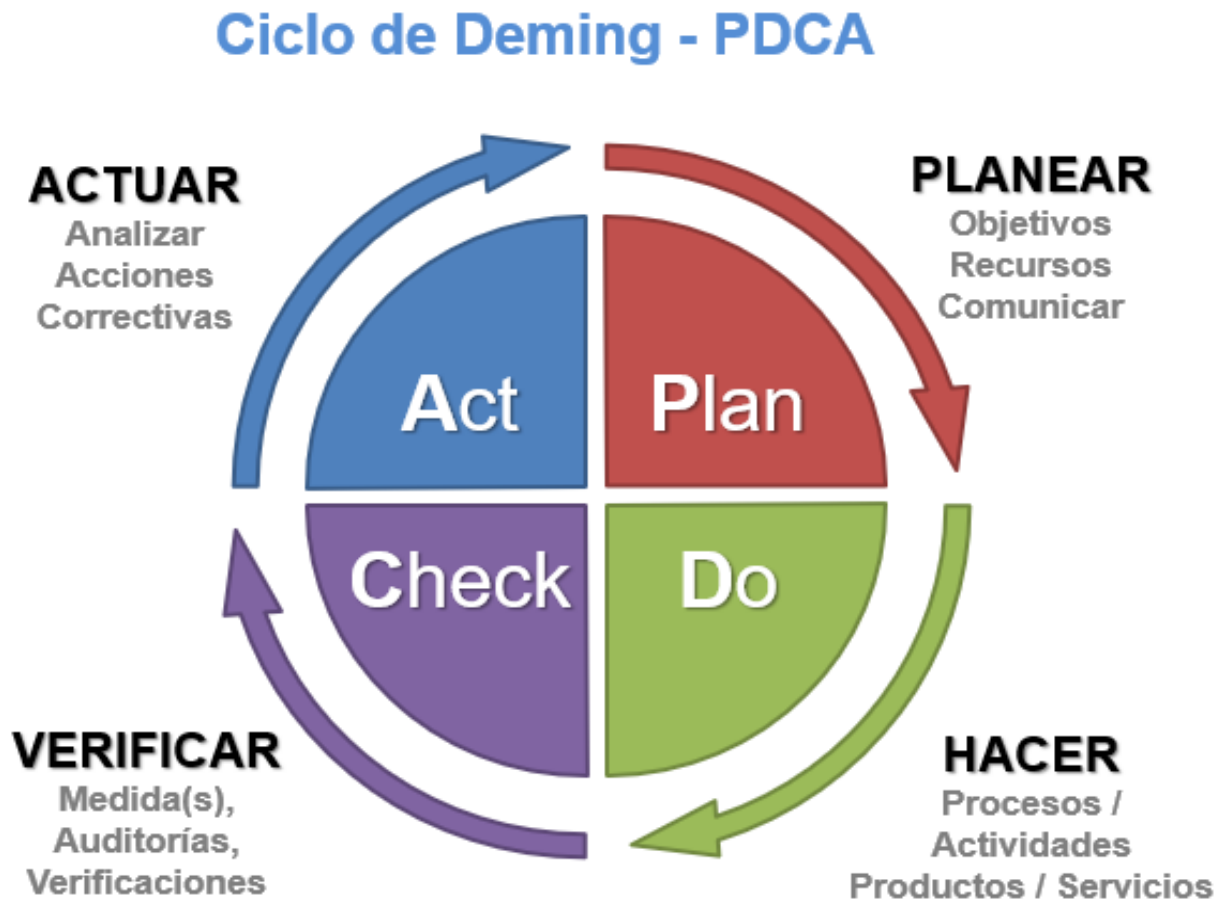 Ciclo de Deming - PDCA
ACTUAR
Analizar
Acciones
Correctivas
PLANEAR
Objetivos
Recursos
Comunicar
Act
Plan
Check
Do
VERIFICAR
Medida(s),
Auditorías,
Verificaciones
HACER
Procesos /
Actividades
Productos / Servicios